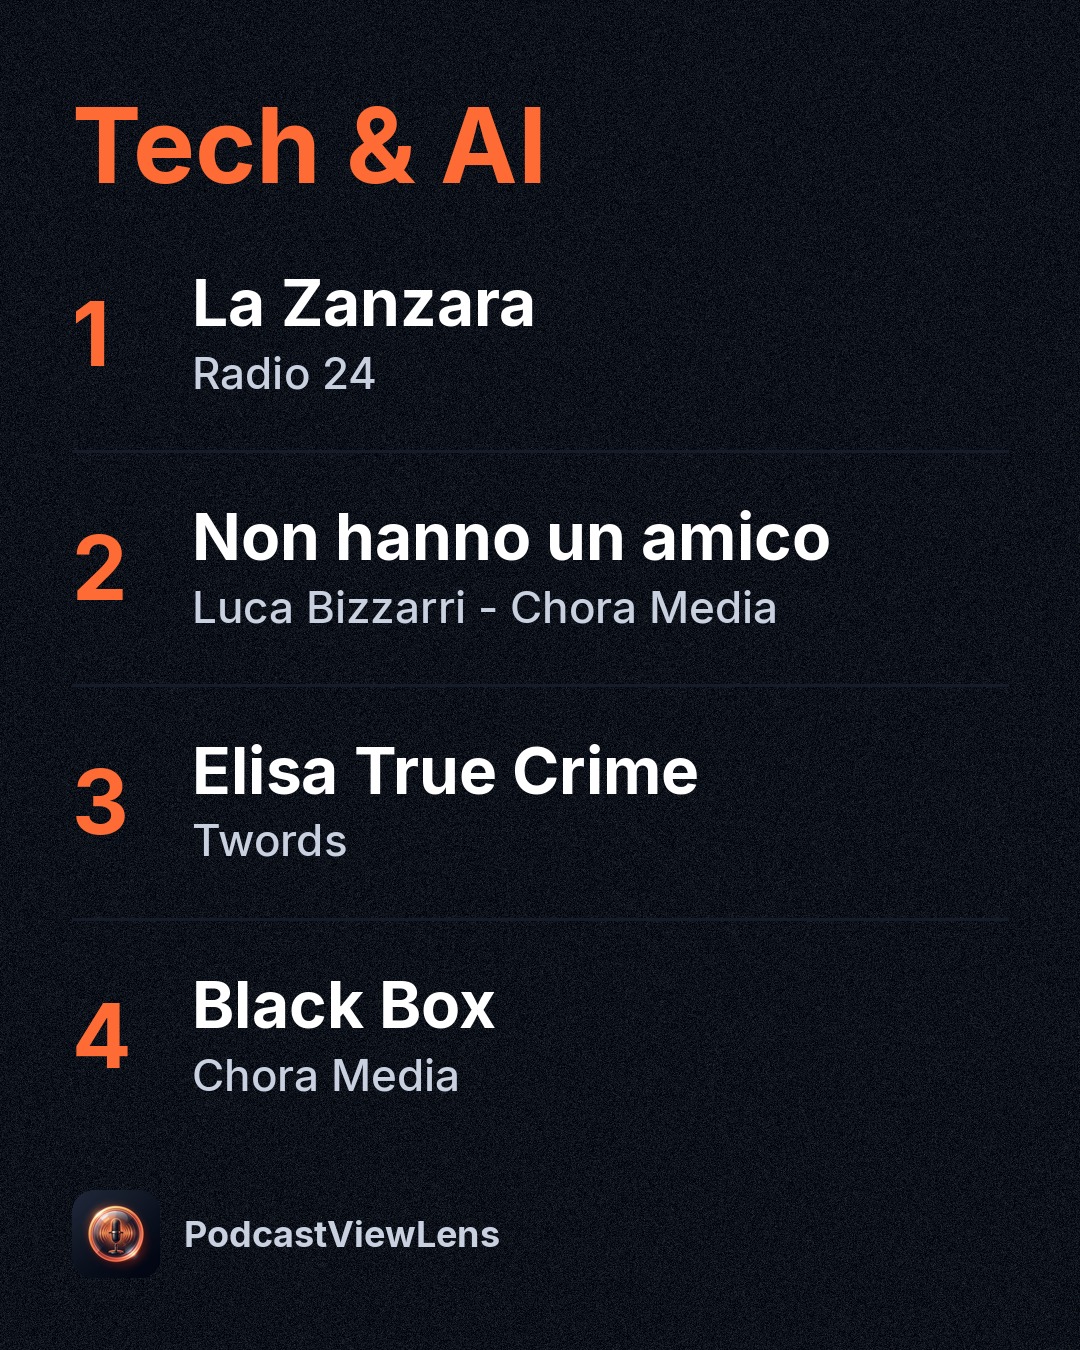 Tech & AI
1
La Zanzara
Radio 24
2
Non hanno un amico
Luca Bizzarri - Chora Media
3
Elisa True Crime
Twords
4
Black Box
Chora Media
PodcastViewLens